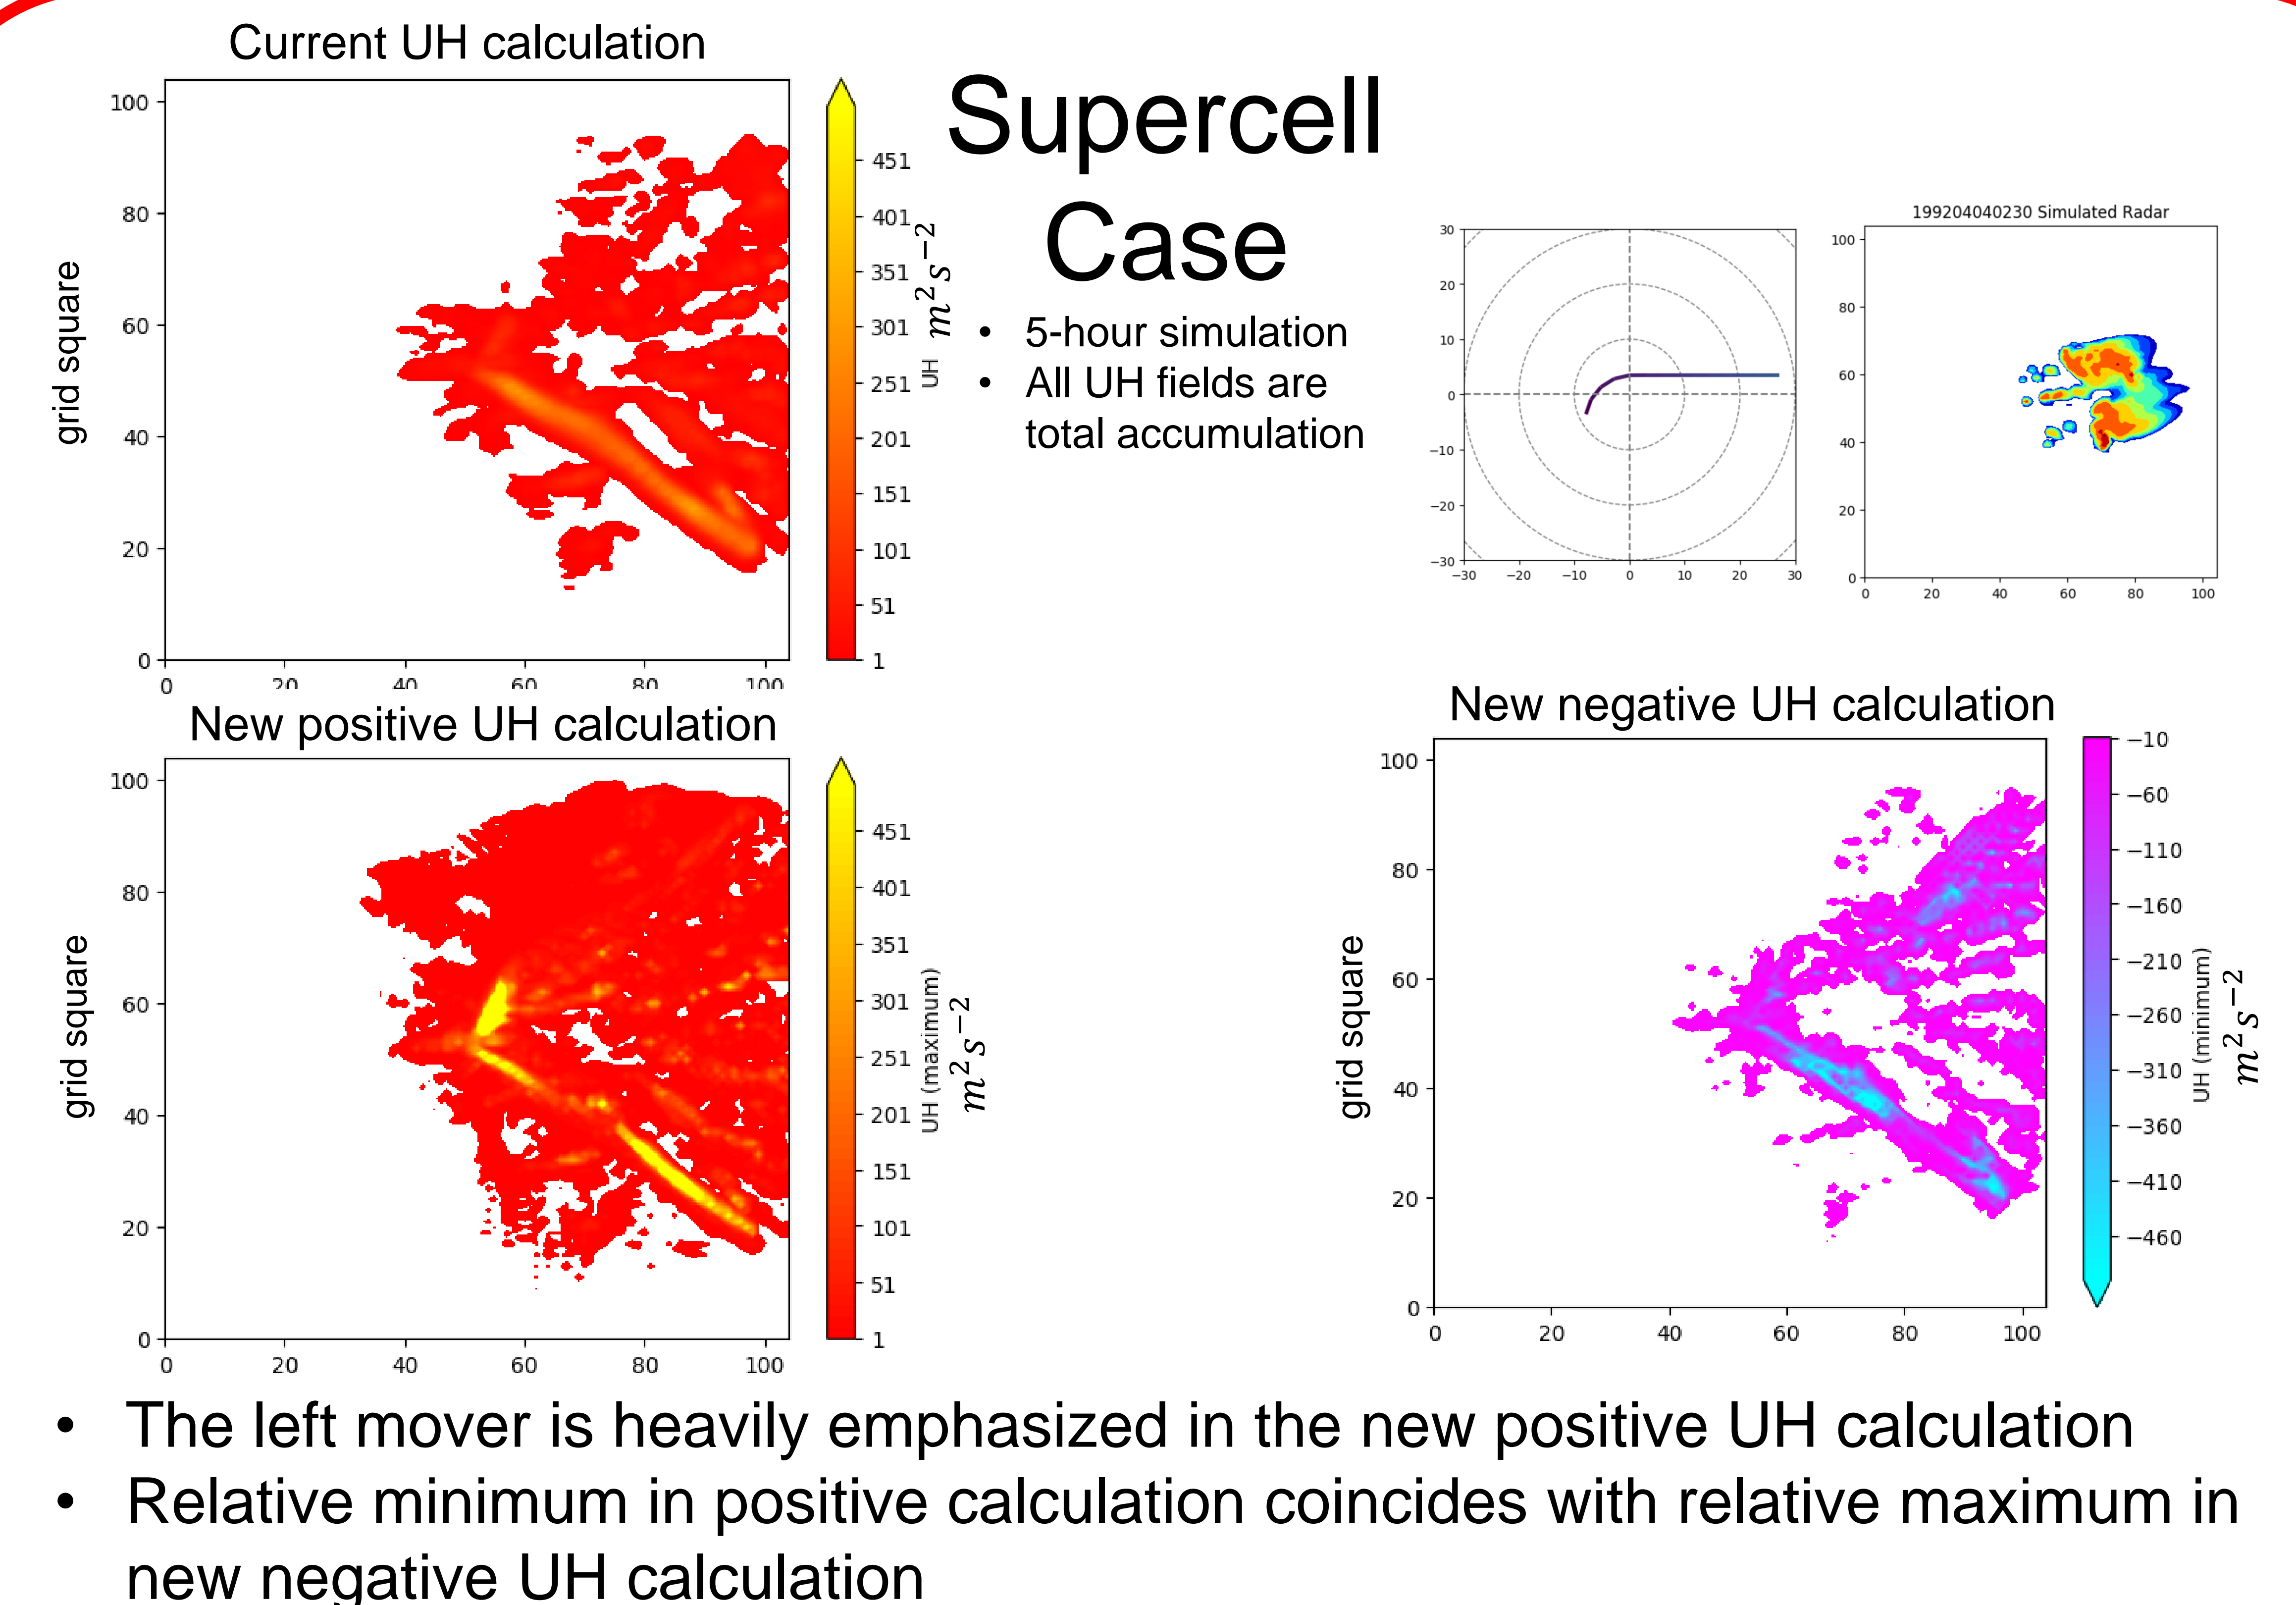 Current UH calculation
100
80
60
40
20
0
0 20 40 60 80 100
grid square
451
401
351
301
251
201
151
101
51
1
UH m² s⁻²
Supercell
Case
• 5-hour simulation
• All UH fields are
total accumulation
30
20
10
0
−10
−20
−30
−30 −20 −10 0 10 20 30
199204040230 Simulated Radar
100
80
60
40
20
0
0 20 40 60 80 100
New positive UH calculation
100
80
60
40
20
0
0 20 40 60 80 100
grid square
451
401
351
301
251
201
151
101
51
1
UH (maximum)
m² s⁻²
New negative UH calculation
100
80
60
40
20
0
0 20 40 60 80 100
grid square
−10
−60
−110
−160
−210
−260
−310
−360
−410
−460
UH (minimum)
m² s⁻²
• The left mover is heavily emphasized in the new positive UH calculation
• Relative minimum in positive calculation coincides with relative maximum in
new negative UH calculation